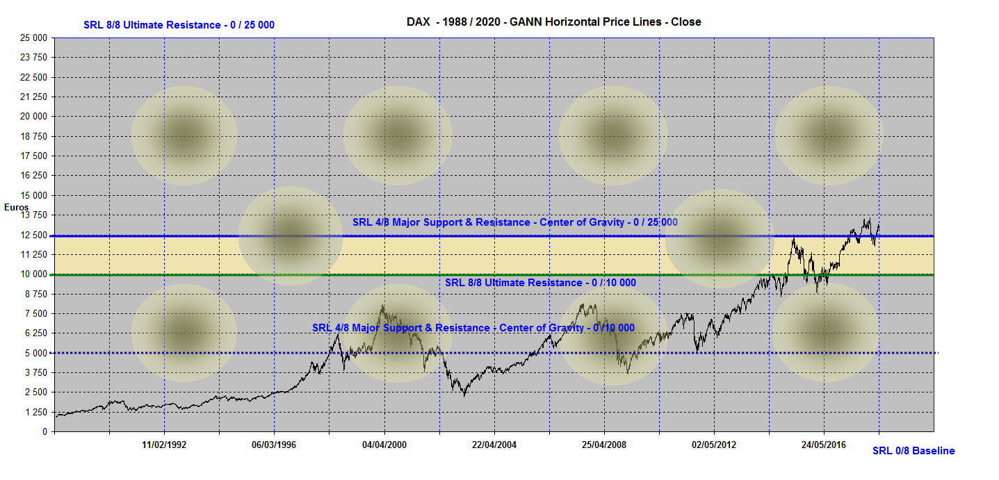 DAX - 1988 / 2020 - GANN Horizontal Price Lines - Close
SRL 8/8 Ultimate Resistance - 0 / 25 000
25 000
23 750
22 500
21 250
20 000
18 750
17 500
16 250
15 000
Euros
13 750
SRL 4/8 Major Support & Resistance - Center of Gravity - 0 / 25 000
12 500
11 250
10 000
SRL 8/8 Ultimate Resistance - 0 / 10 000
8 750
7 500
SRL 4/8 Major Support & Resistance - Center of Gravity - 0 /10 000
6 250
5 000
3 750
2 500
1 250
0
11/02/1992 06/03/1996 04/04/2000 22/04/2004 25/04/2008 02/05/2012 24/05/2016
SRL 0/8 Baseline